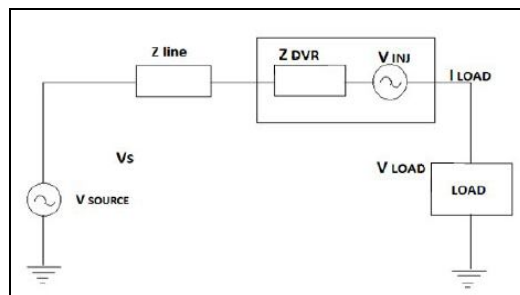 Z line
Z DVR
V INJ
I LOAD
Vs
V LOAD
LOAD
V SOURCE